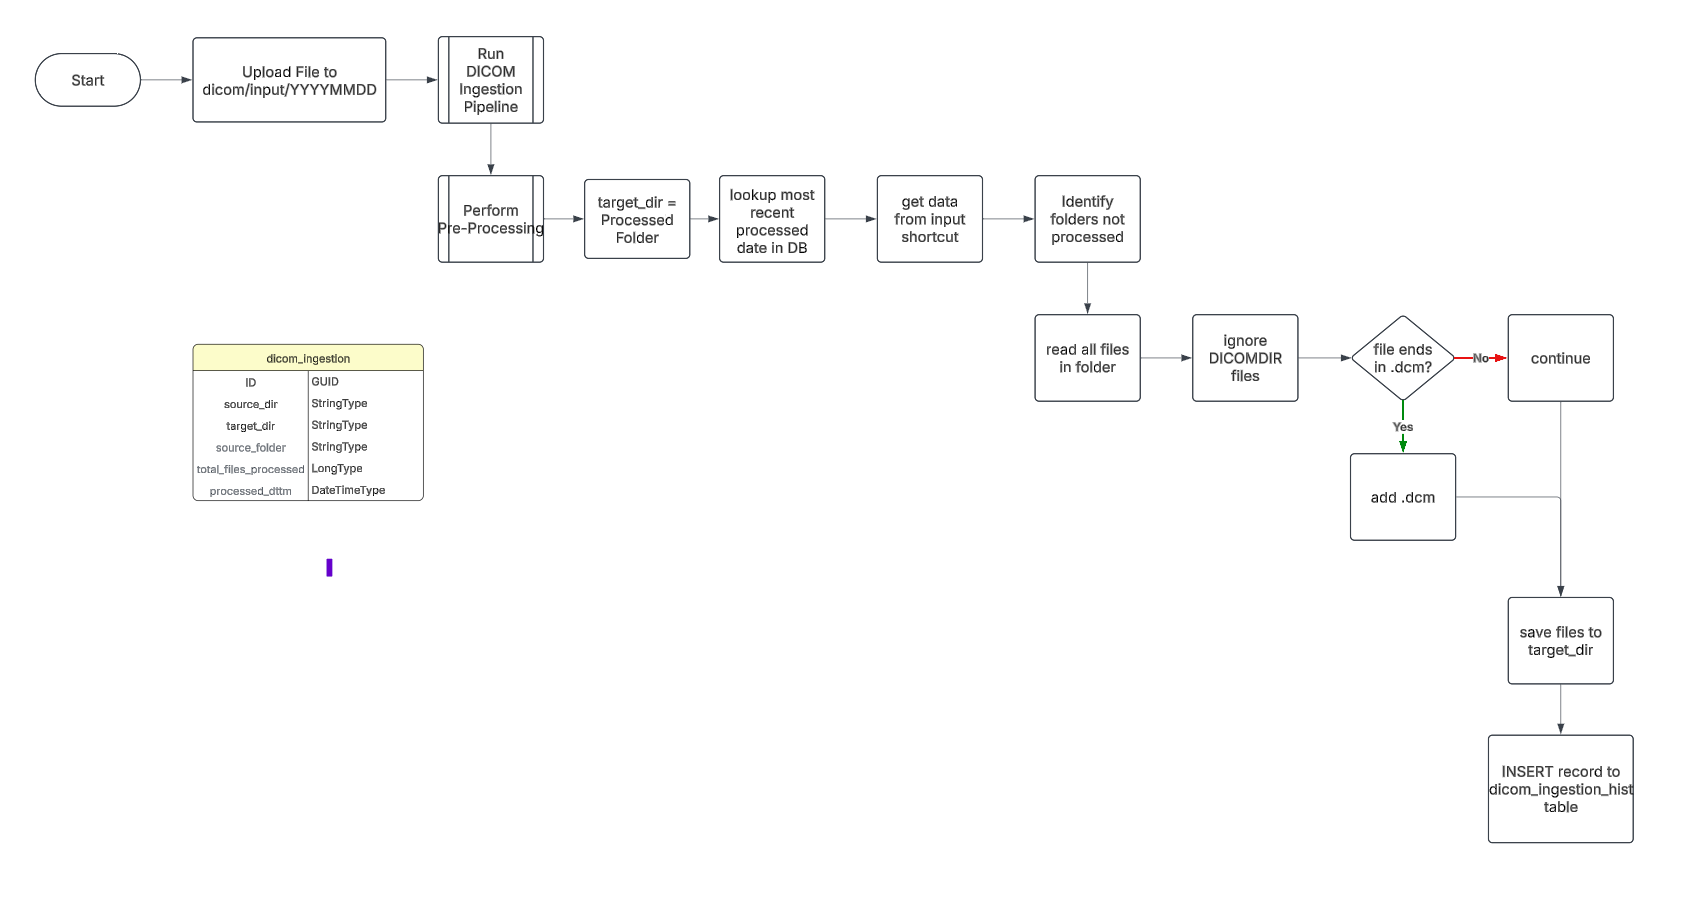 Start
Upload File to
dicom/input/YYYYMMDD
Run
DICOM
Ingestion
Pipeline
Perform
Pre-Processing
target_dir =
Processed
Folder
lookup most
recent
processed
date in DB
get data
from input
shortcut
Identify
folders not
processed
read all files
in folder
ignore
DICOMDIR
files
file ends
in .dcm?
No
continue
Yes
add .dcm
save files to
target_dir
INSERT record to
dicom_ingestion_hist
table
dicom_ingestion
ID GUID
source_dir StringType
target_dir StringType
source_folder StringType
total_files_processed LongType
processed_dttm DateTimeType